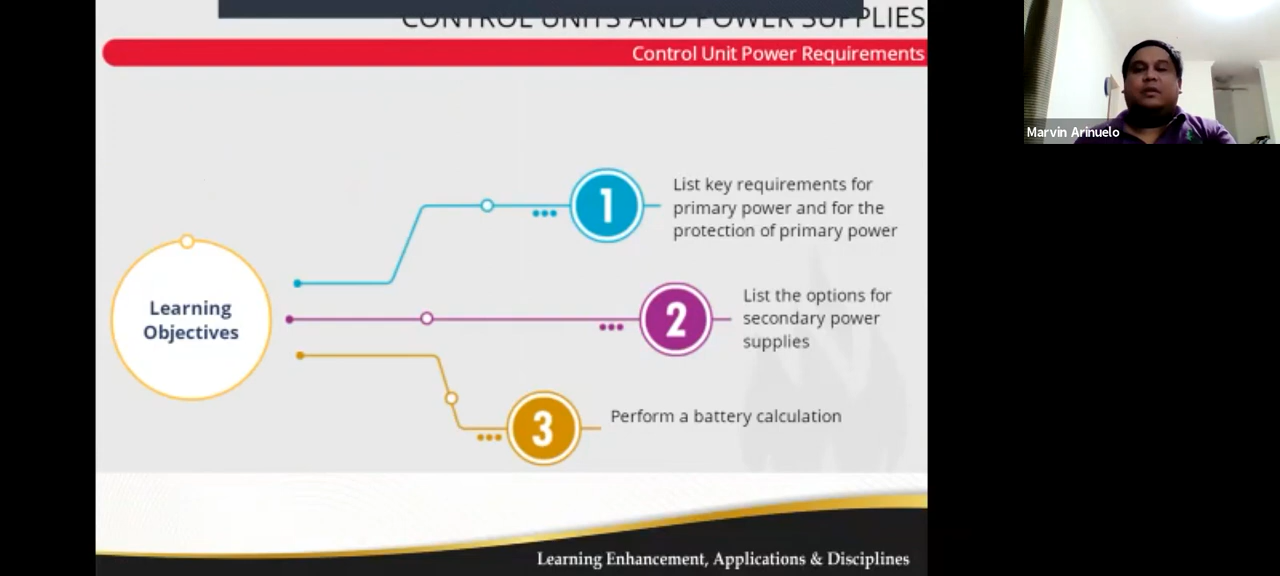 CONTROL UNITS AND POWER SUPPLIES
Control Unit Power Requirements
Marvin Arinuelo
1
List key requirements for
primary power and for the
protection of primary power
Learning
Objectives
2
List the options for
secondary power
supplies
3
Perform a battery calculation
Learning Enhancement, Applications & Disciplines